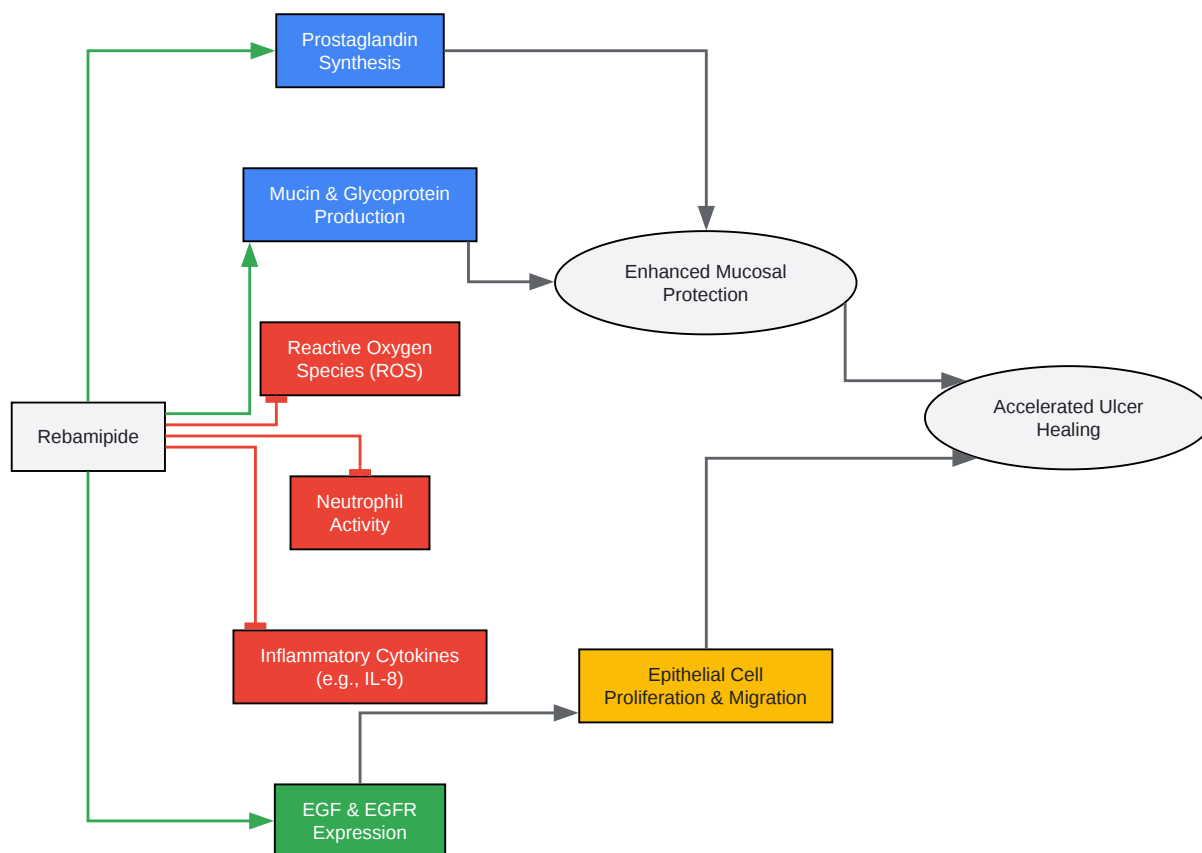 Prostaglandin
Synthesis
Mucin & Glycoprotein
Production
Enhanced Mucosal
Protection
Reactive Oxygen
Species (ROS)
Rebamipide
Accelerated Ulcer
Healing
Neutrophil
Activity
Inflammatory Cytokines
(e.g., IL-8)
Epithelial Cell
Proliferation & Migration
EGF & EGFR
Expression